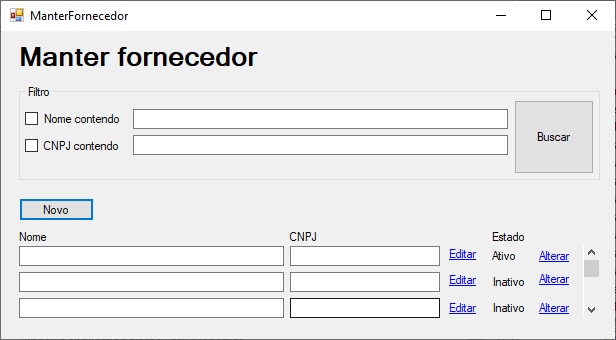 ManterFornecedor
Manter fornecedor
Filtro
Nome contendo
CNPJ contendo
Buscar
Novo
Nome CNPJ Estado
Editar Ativo Alterar
Editar Inativo Alterar
Editar Inativo Alterar